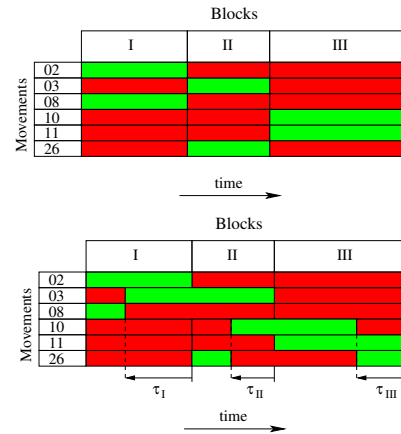 Blocks
I II III
Movements
02
03
08
10
11
26
time
Blocks
I II III
Movements
02
03
08
10
11
26
τI τII τIII
time